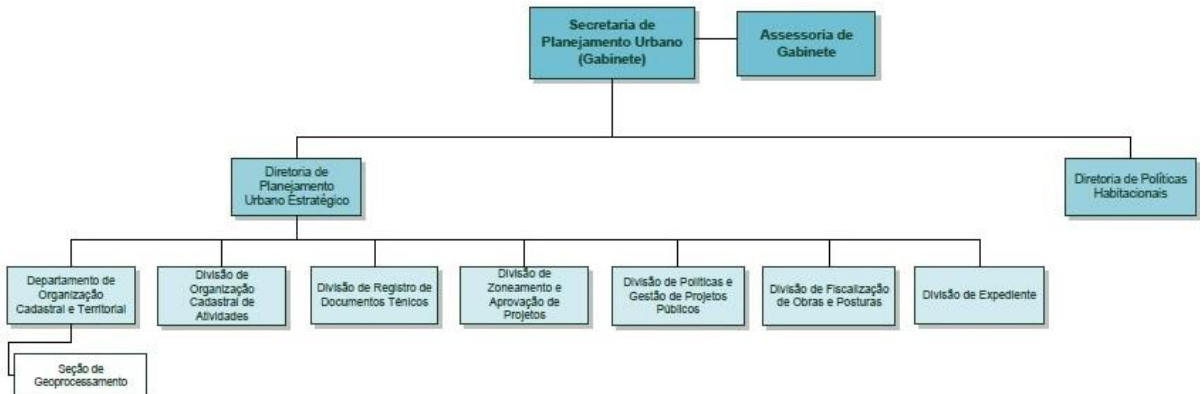 Secretaria de
Planejamento Urbano
(Gabinete)
Assessoria de
Gabinete
Diretoria de
Planejamento
Urbano Estratégico
Diretoria de Políticas
Habitacionais
Departamento de
Organização
Cadastral e Territorial
Divisão de
Organização
Cadastral de
Atividades
Divisão de Registro de
Documentos Ténicos
Divisão de
Zoneamento e
Aprovação de
Projetos
Divisão de Políticas e
Gestão de Projetos
Públicos
Divisão de Fiscalização
de Obras e Posturas
Divisão de Expediente
Seção de
Geoprocessamento